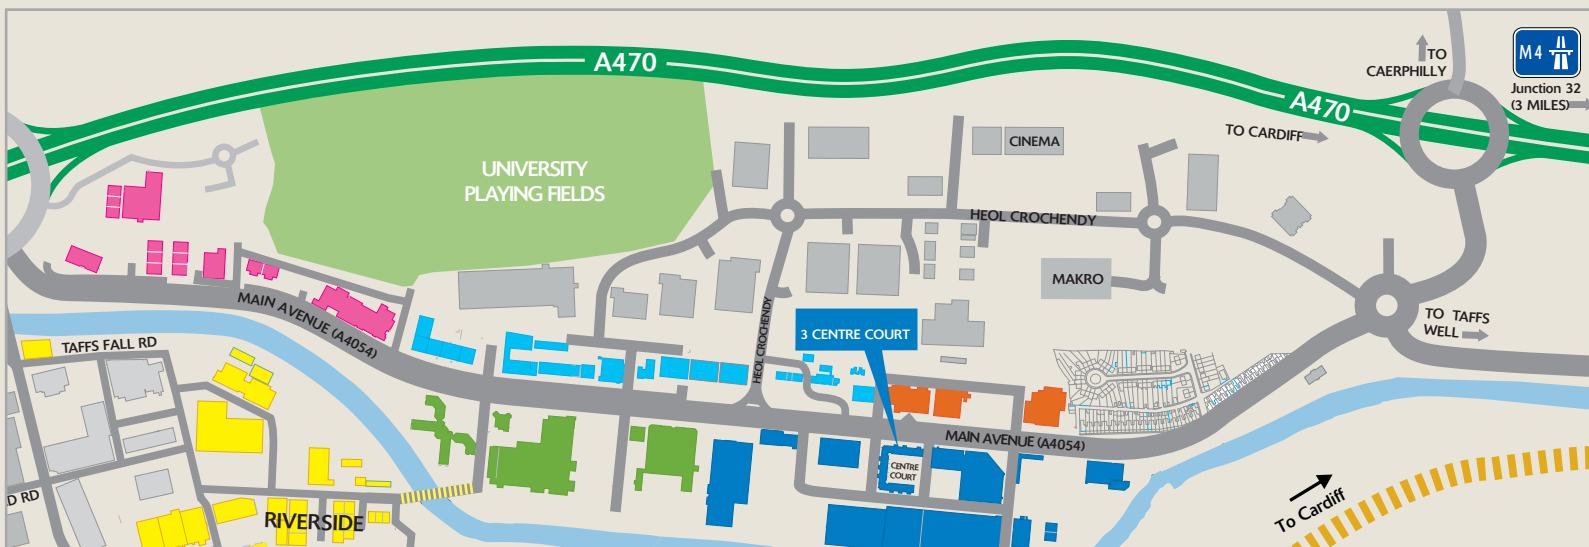 A470
TO
CAERPHILLY
M4
Junction 32
(3 MILES)
A470
TO CARDIFF
CINEMA
UNIVERSITY
PLAYING FIELDS
HEOL CROCHENDY
MAKRO
MAIN AVENUE (A4054)
HEOL CROCHENDY
3 CENTRE COURT
TO TAFFS
WELL
TAFFS FALL RD
MAIN AVENUE (A4054)
CENTRE
COURT
D RD
RIVERSIDE
To Cardiff